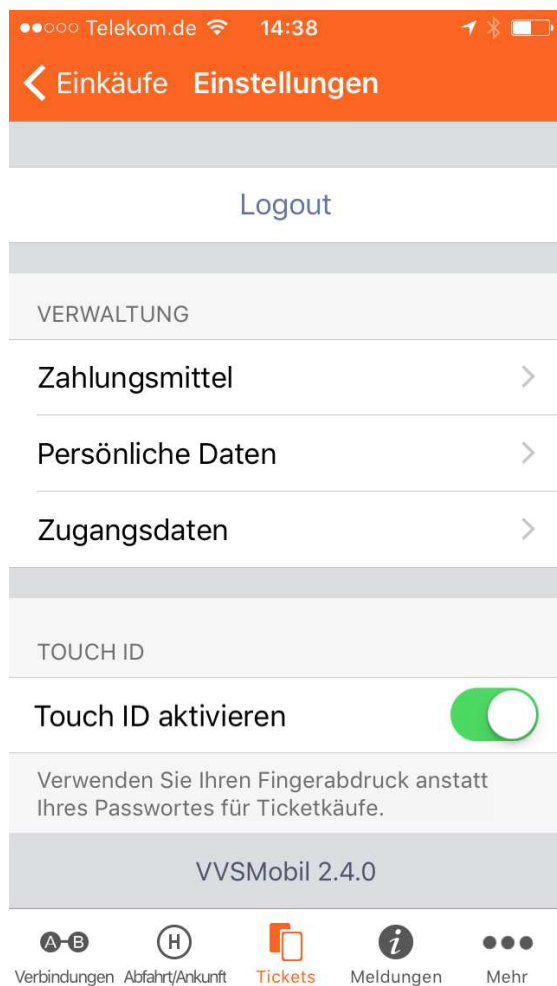 Telekom.de 14:38
Einkäufe Einstellungen
Logout
VERWALTUNG
Zahlungsmittel
Persönliche Daten
Zugangsdaten
TOUCH ID
Touch ID aktivieren
Verwenden Sie Ihren Fingerabdruck anstatt
Ihres Passwortes für Ticketkäufe.
VVSMobil 2.4.0
A-B H i
Verbindungen Abfahrt/Ankunft Tickets Meldungen Mehr